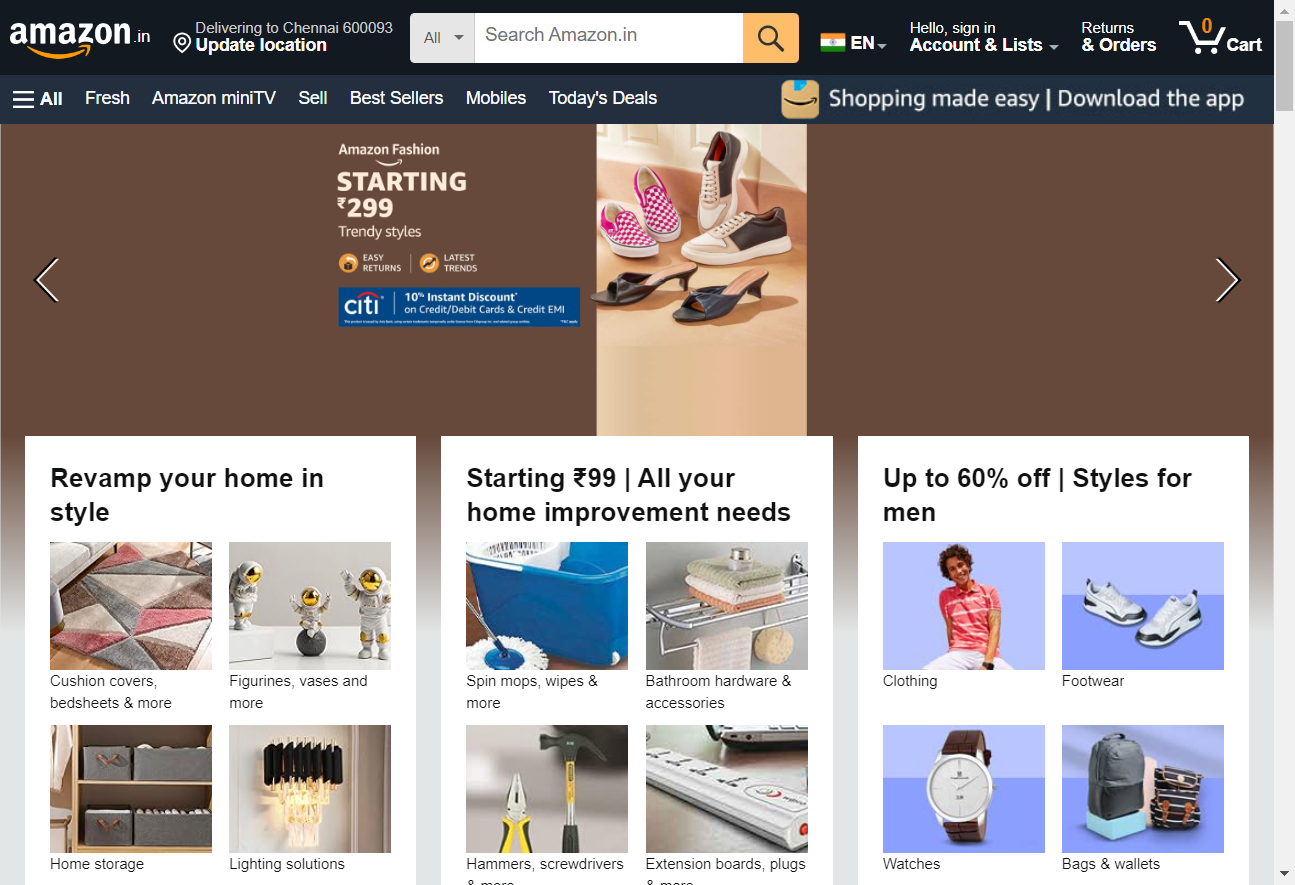 amazon.in
Delivering to Chennai 600093
Update location
All
Search Amazon.in
EN
Hello, sign in
Account & Lists
Returns
& Orders
0
Cart
All
Fresh
Amazon miniTV
Sell
Best Sellers
Mobiles
Today's Deals
Shopping made easy | Download the app
Amazon Fashion
STARTING
₹299
Trendy styles
EASY
RETURNS
LATEST
TRENDS
citi
10% Instant Discount*
on Credit/Debit Cards & Credit EMI
Revamp your home in
style
Cushion covers,
bedsheets & more
Figurines, vases and
more
Home storage
Lighting solutions
Starting ₹99 | All your
home improvement needs
Spin mops, wipes &
more
Bathroom hardware &
accessories
Hammers, screwdrivers
& more
Extension boards, plugs
& more
Up to 60% off | Styles for
men
Clothing
Footwear
Watches
Bags & wallets